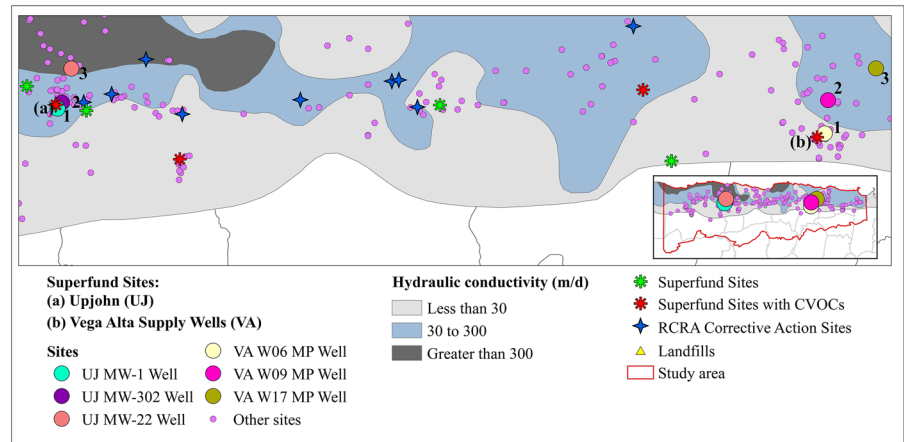 3
2
(a)
1
3
2
1
(b)
Superfund Sites:
(a) Upjohn (UJ)
(b) Vega Alta Supply Wells (VA)
Sites
UJ MW-1 Well
UJ MW-302 Well
UJ MW-22 Well
VA W06 MP Well
VA W09 MP Well
VA W17 MP Well
Other sites
Hydraulic conductivity (m/d)
Less than 30
30 to 300
Greater than 300
Superfund Sites
Superfund Sites with CVOCs
RCRA Corrective Action Sites
Landfills
Study area